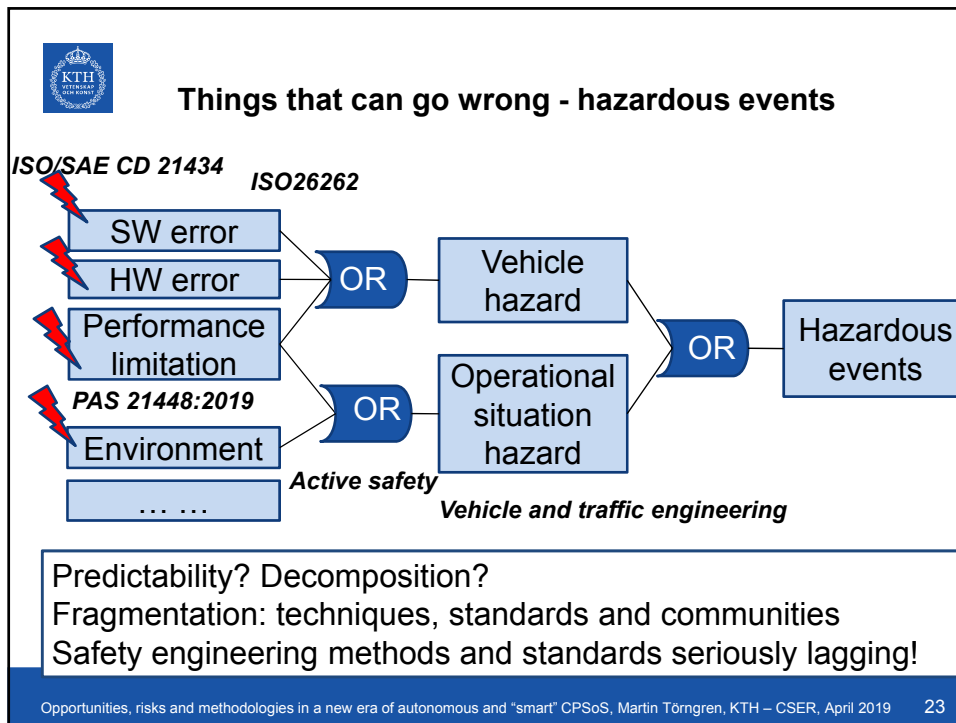 KTH
VETENSKAP
OCH KONST
Things that can go wrong - hazardous events
ISO/SAE CD 21434
ISO26262
SW error
HW error
OR
Vehicle
hazard
Performance
limitation
OR
Hazardous
events
PAS 21448:2019
OR
Operational
situation
hazard
Environment
Active safety
… …
Vehicle and traffic engineering
Predictability? Decomposition?
Fragmentation: techniques, standards and communities
Safety engineering methods and standards seriously lagging!
Opportunities, risks and methodologies in a new era of autonomous and “smart” CPSoS, Martin Törngren, KTH – CSER, April 2019 23